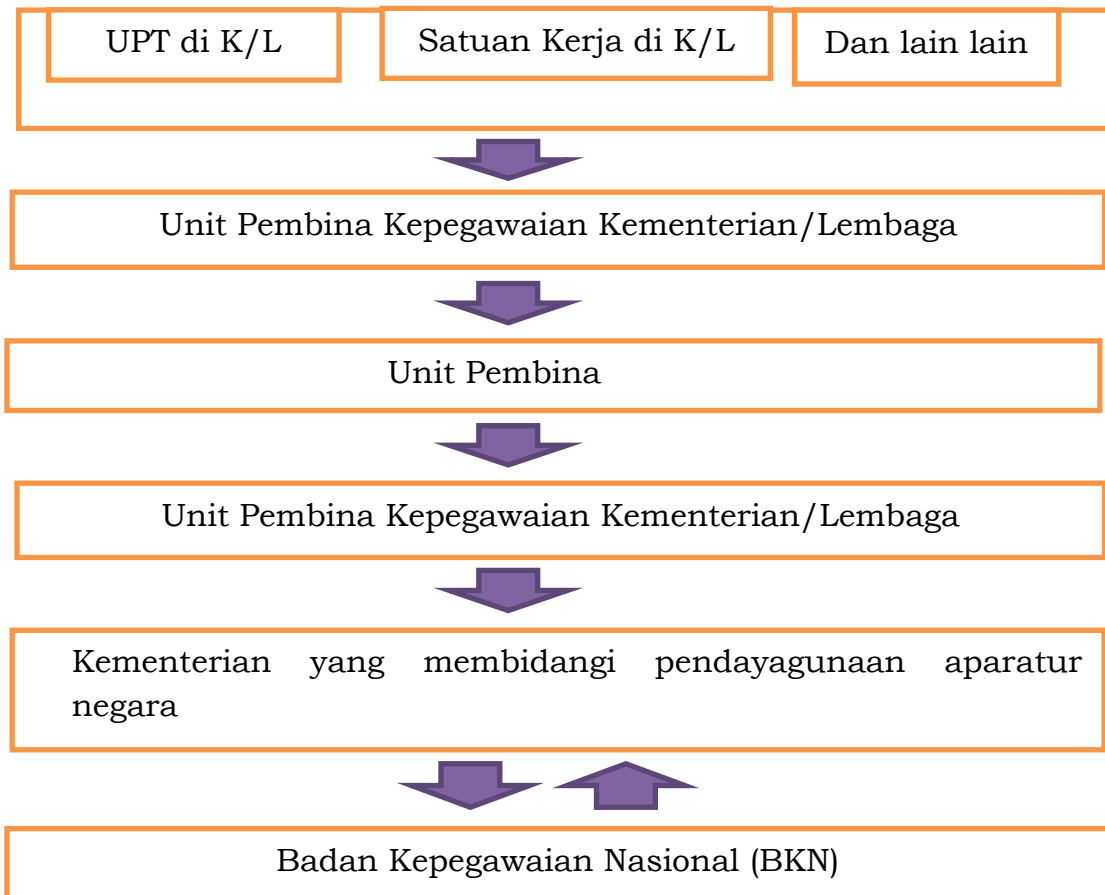 UPT di K/L
Satuan Kerja di K/L
Dan lain lain
Unit Pembina Kepegawaian Kementerian/Lembaga
Unit Pembina
Unit Pembina Kepegawaian Kementerian/Lembaga
Kementerian yang membidangi pendayagunaan aparatur
negara
Badan Kepegawaian Nasional (BKN)